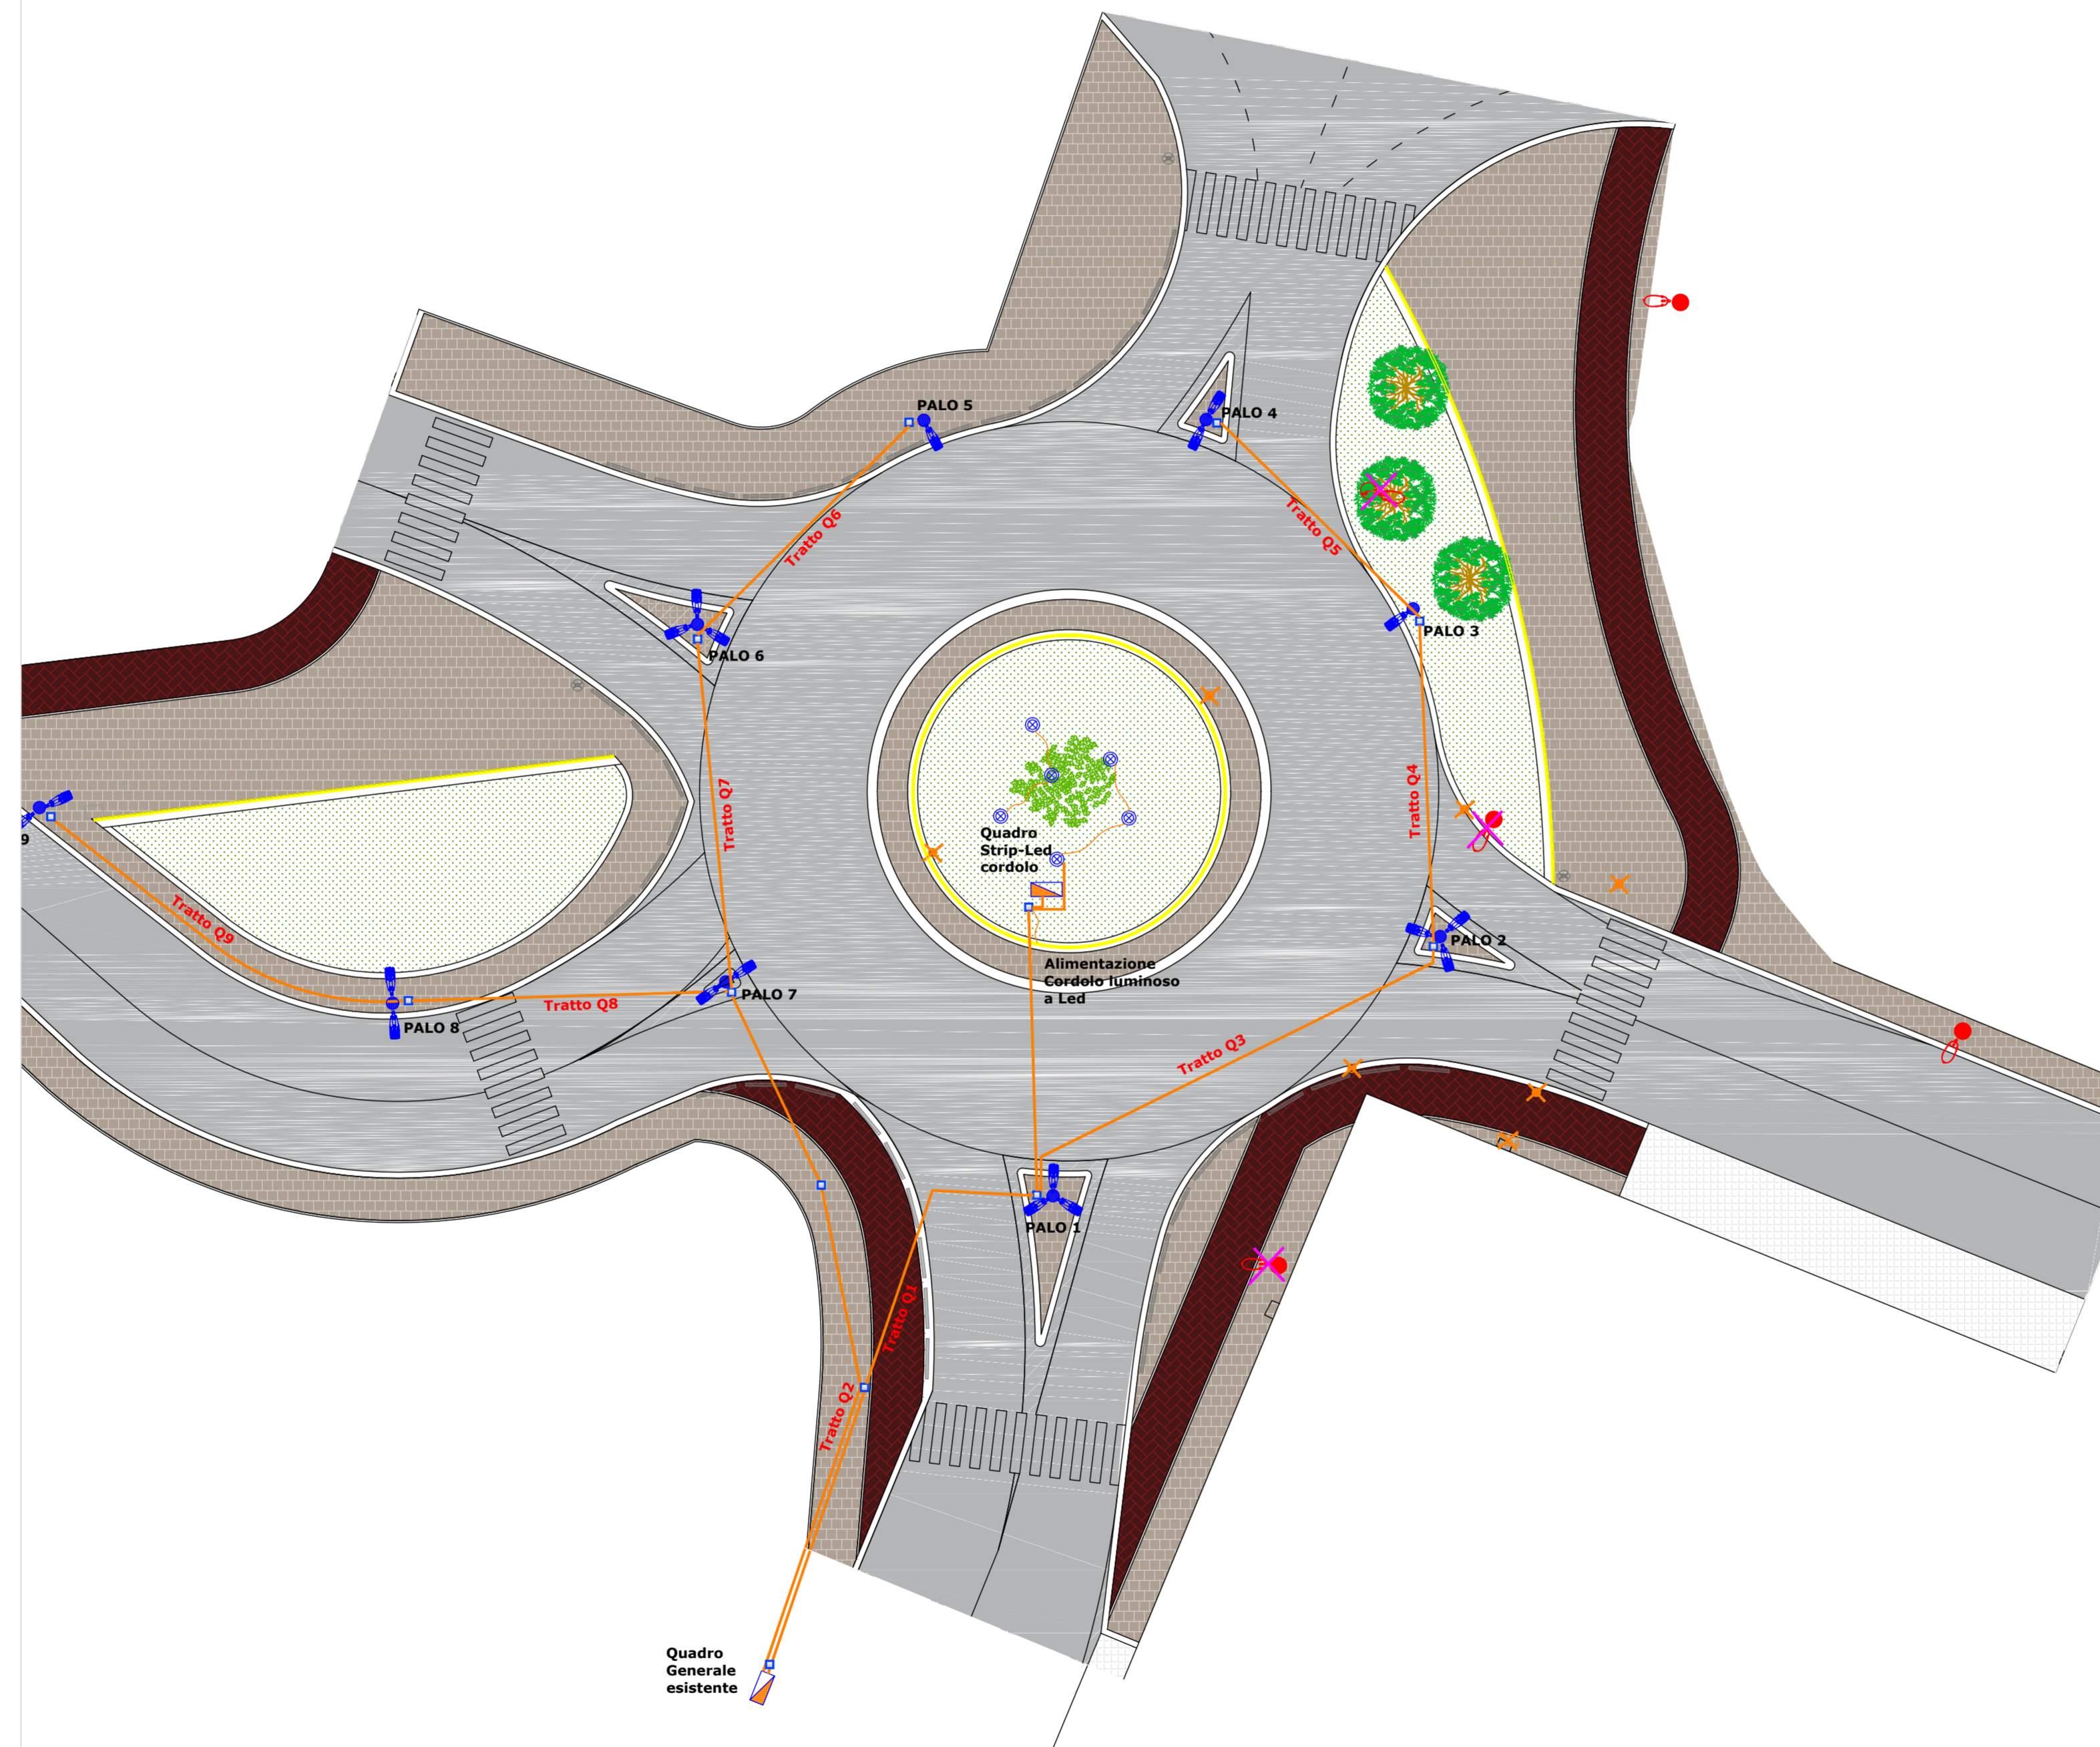 PALO 5
PALO 4
Tratto Q6
Tratto Q5
PALO 3
PALO 6
Tratto Q7
Tratto Q4
Quadro
Strip-Led
cordolo
9
Tratto Q9
PALO 2
Alimentazione
Cordolo luminoso
a Led
PALO 7
Tratto Q8
PALO 8
Tratto Q3
PALO 1
Tratto Q1
Tratto Q2
Quadro
Generale
esistente